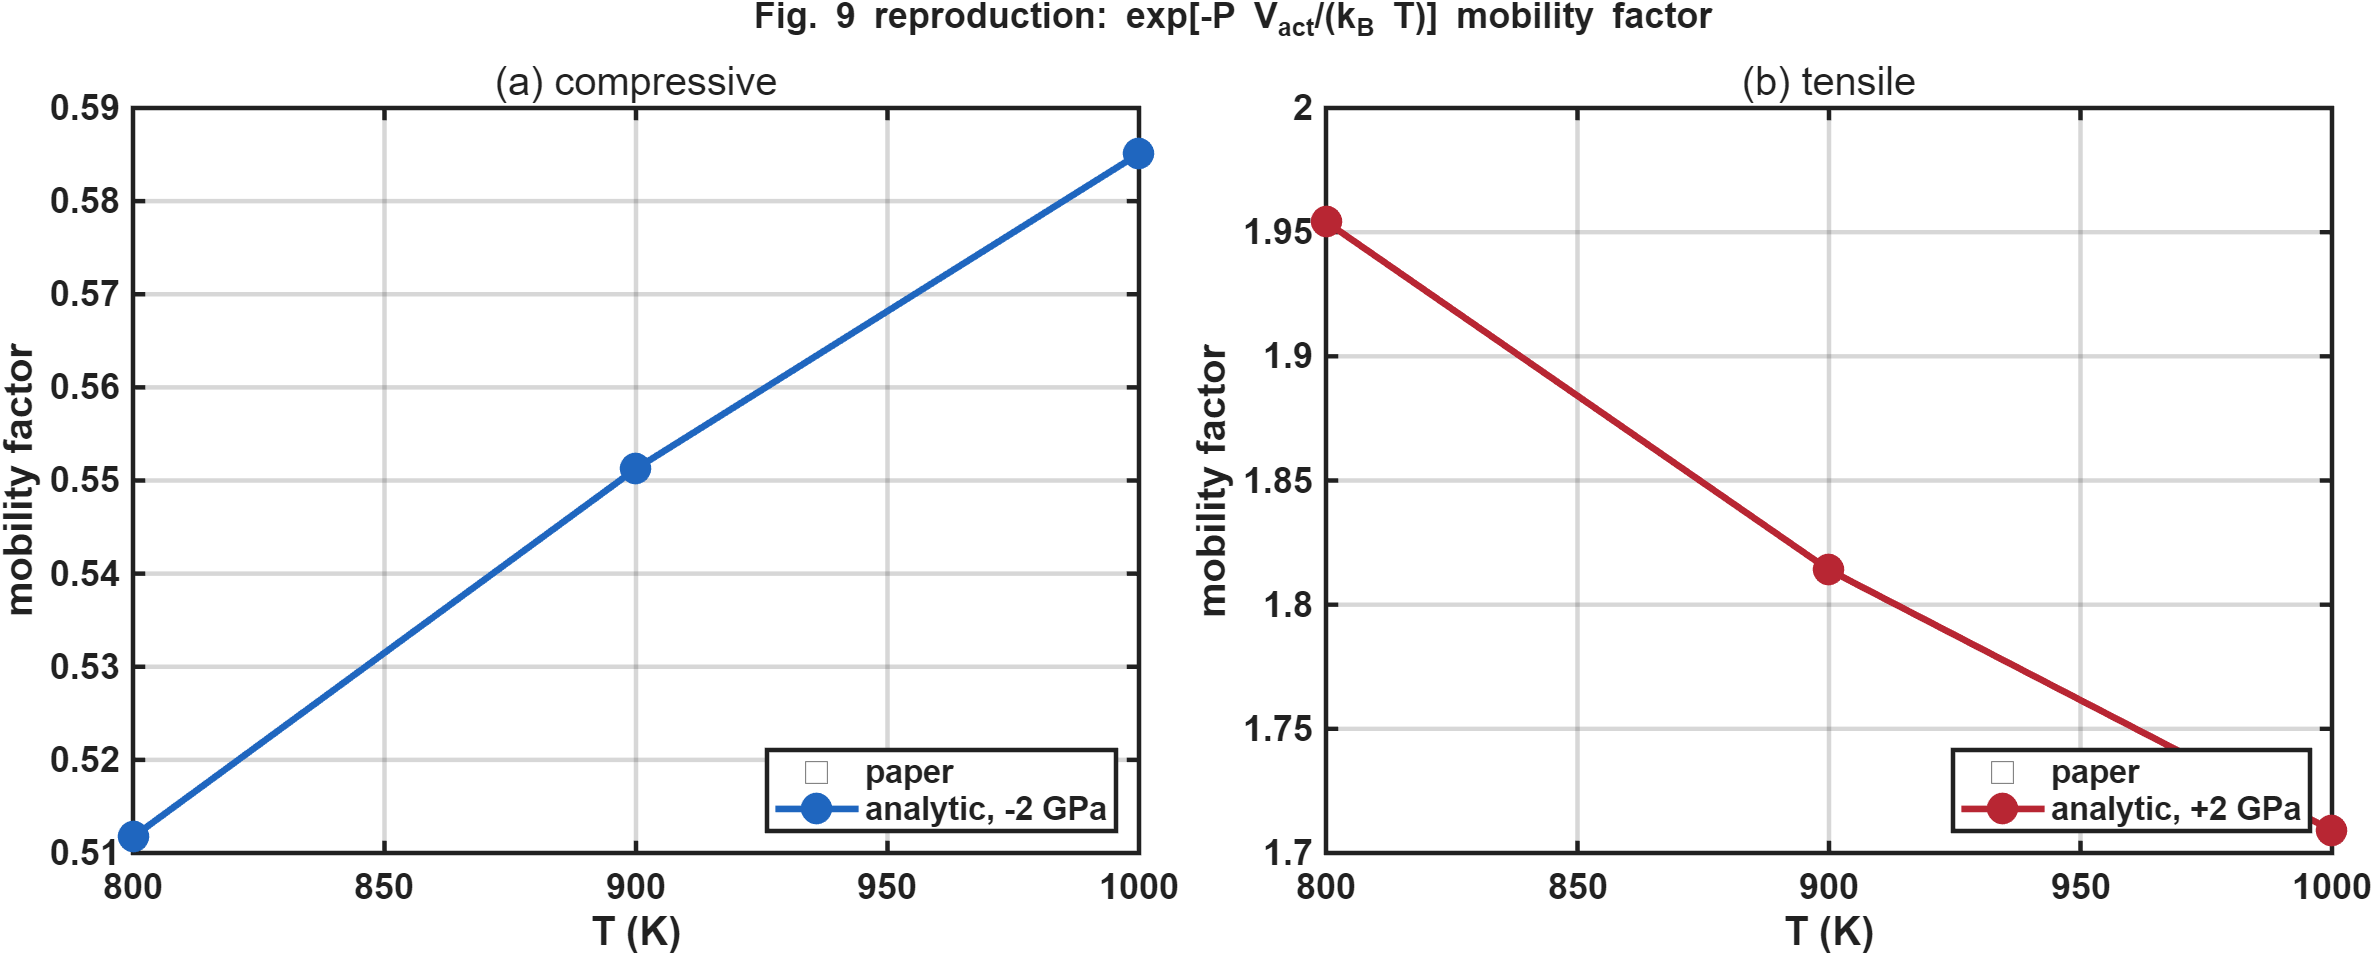 Fig. 9 reproduction: exp[-P V_act/(k_B T)] mobility factor
(a) compressive
0.59
0.58
0.57
0.56
0.55
0.54
0.53
0.52
0.51
mobility factor
800 850 900 950 1000
T (K)
paper
analytic, -2 GPa
(b) tensile
2
1.95
1.9
1.85
1.8
1.75
1.7
mobility factor
800 850 900 950 1000
T (K)
paper
analytic, +2 GPa